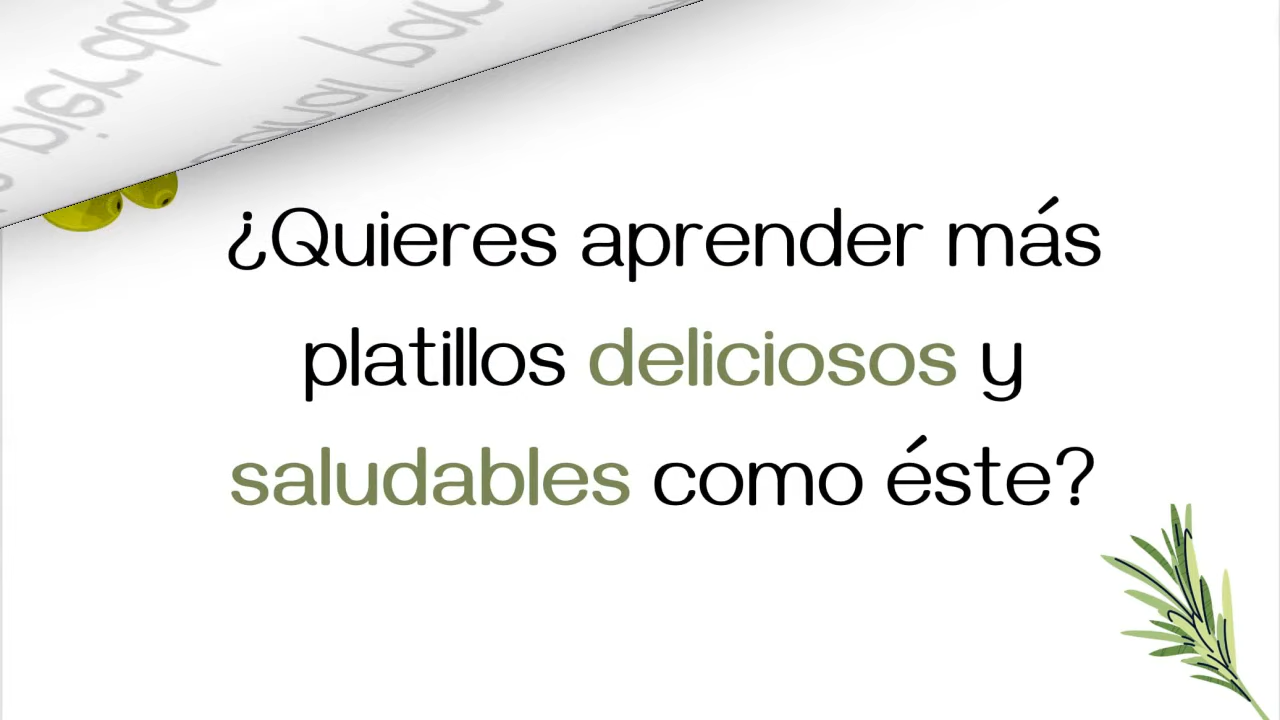 ¿Quieres aprender más
platillos deliciosos y
saludables como éste?